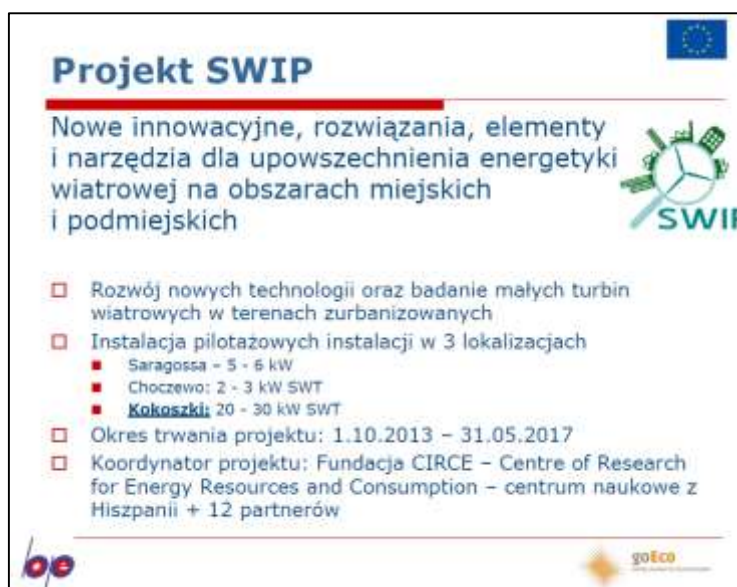 Projekt SWIP
Nowe innowacyjne, rozwiązania, elementy
i narzędzia dla upowszechnienia energetyki
wiatrowej na obszarach miejskich
i podmiejskich
SWIP
Rozwój nowych technologii oraz badanie małych turbin
wiatrowych w terenach zurbanizowanych
Instalacja pilotażowych instalacji w 3 lokalizacjach
Saragossa – 5 - 6 kW
Choczewo: 2 - 3 kW SWT
Kokoszki: 20 - 30 kW SWT
Okres trwania projektu: 1.10.2013 – 31.05.2017
Koordynator projektu: Fundacja CIRCE – Centre of Research
for Energy Resources and Consumption – centrum naukowe z
Hiszpanii + 12 partnerów
goEco